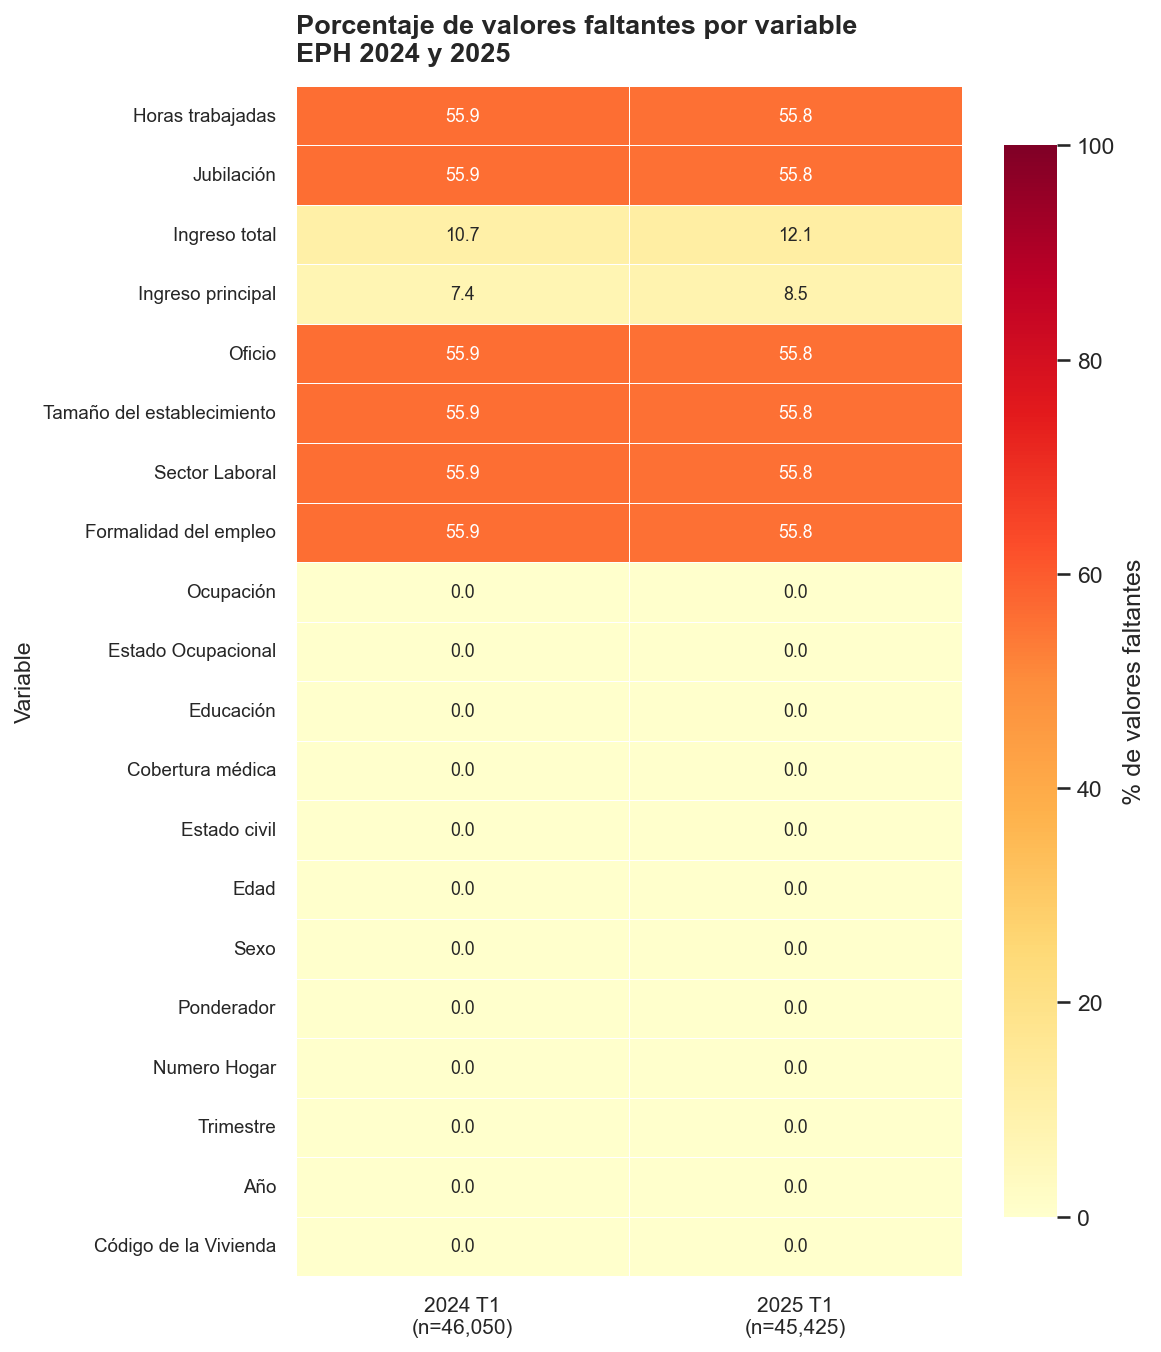 Porcentaje de valores faltantes por variable
EPH 2024 y 2025
Variable
Horas trabajadas 55.9 55.8
Jubilación 55.9 55.8
Ingreso total 10.7 12.1
Ingreso principal 7.4 8.5
Oficio 55.9 55.8
Tamaño del establecimiento 55.9 55.8
Sector Laboral 55.9 55.8
Formalidad del empleo 55.9 55.8
Ocupación 0.0 0.0
Estado Ocupacional 0.0 0.0
Educación 0.0 0.0
Cobertura médica 0.0 0.0
Estado civil 0.0 0.0
Edad 0.0 0.0
Sexo 0.0 0.0
Ponderador 0.0 0.0
Numero Hogar 0.0 0.0
Trimestre 0.0 0.0
Año 0.0 0.0
Código de la Vivienda 0.0 0.0
2024 T1 2025 T1
(n=46,050) (n=45,425)
100
80
60
40
20
0
% de valores faltantes